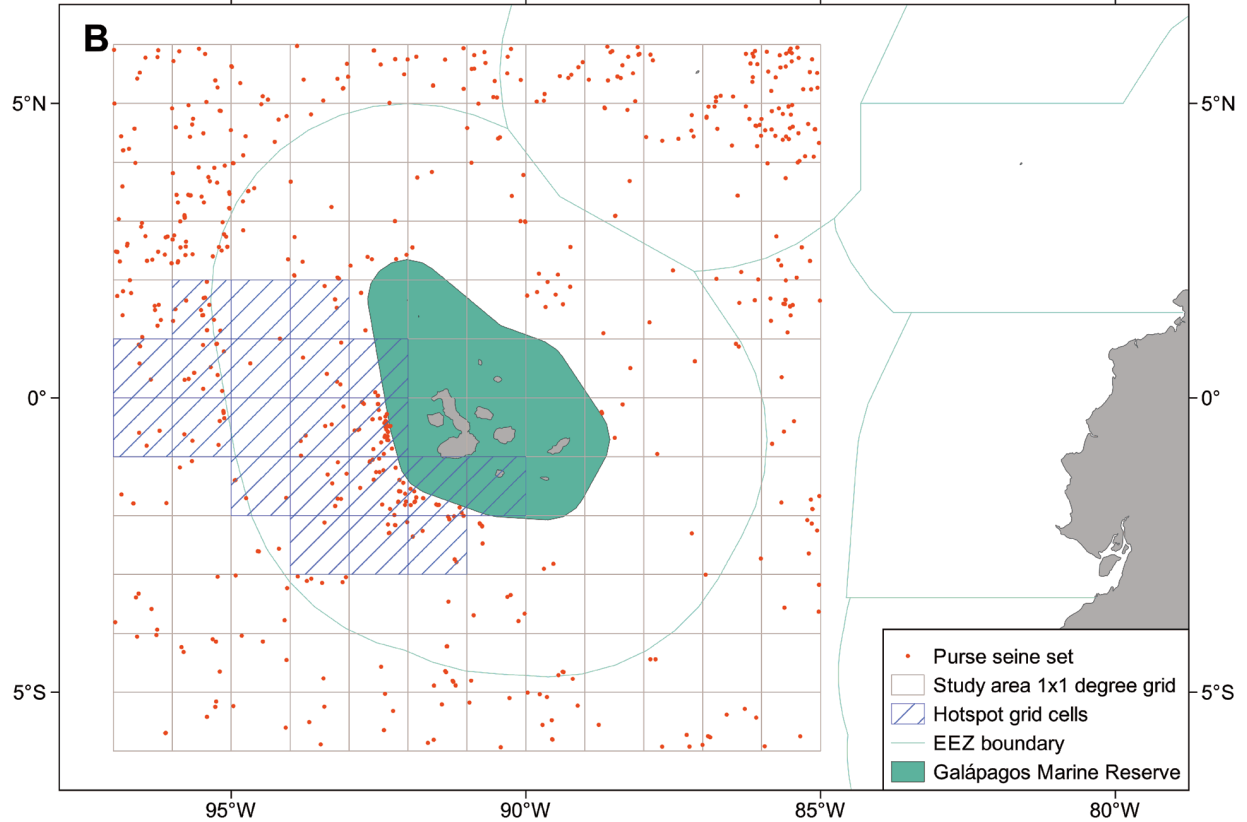 B
5°N
5°N
0°
0°
5°S
5°S
Purse seine set
Study area 1x1 degree grid
Hotspot grid cells
EEZ boundary
Galápagos Marine Reserve
95°W
90°W
85°W
80°W